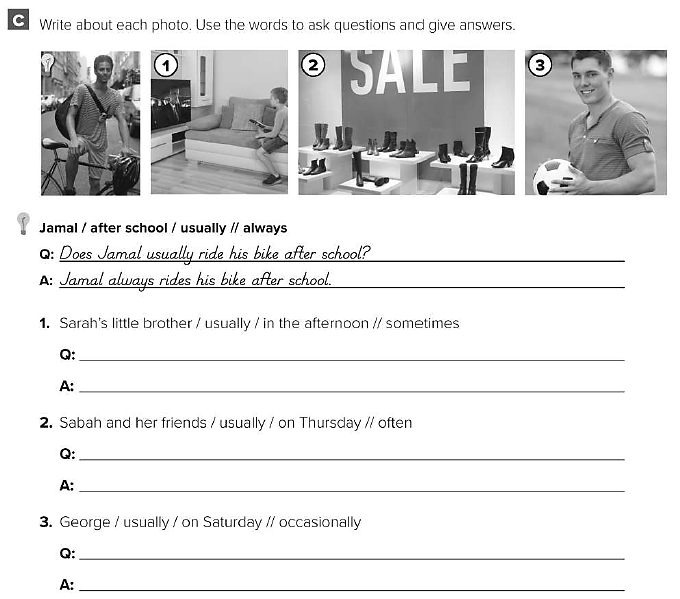 C Write about each photo. Use the words to ask questions and give answers.
1 2 SALE 3
Jamal / after school / usually // always
Q: Does Jamal usually ride his bike after school?
A: Jamal always rides his bike after school.
1. Sarah's little brother / usually / in the afternoon // sometimes
Q:
A:
2. Sabah and her friends / usually / on Thursday // often
Q:
A:
3. George / usually / on Saturday // occasionally
Q:
A: